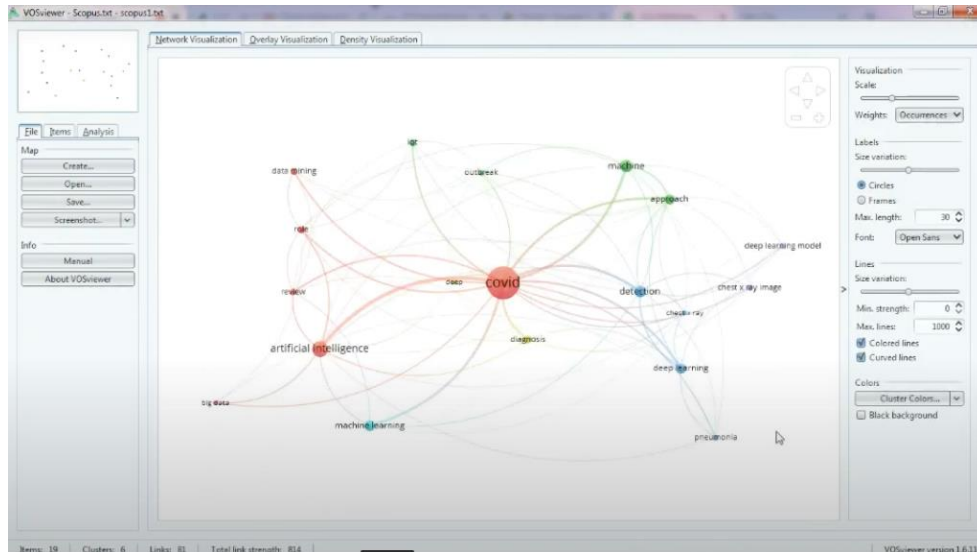 VOSviewer - Scopus.txt - scopus1.txt
Network Visualization Overlay Visualization Density Visualization
File Items Analysis
Map
Create...
Open...
Save...
Screenshot...
Info
Manual
About VOSviewer
iot
data mining
outbreak
machine
approach
role
deep learning model
deep
covid
review
detection
chest x ray image
chest x ray
diagnosis
artificial intelligence
deep learning
big data
machine learning
pneumonia
Visualization
Scale:
Weights: Occurrences
Labels
Size variation:
Circles
Frames
Max. length: 30
Font: Open Sans
Lines
Size variation:
Min. strength: 0
Max. lines: 1000
Colored lines
Curved lines
Colors
Cluster Colors...
Black background
>
Items: 19 Clusters: 6 Links: 81 Total link strength: 814
VOSviewer version 1.6.1